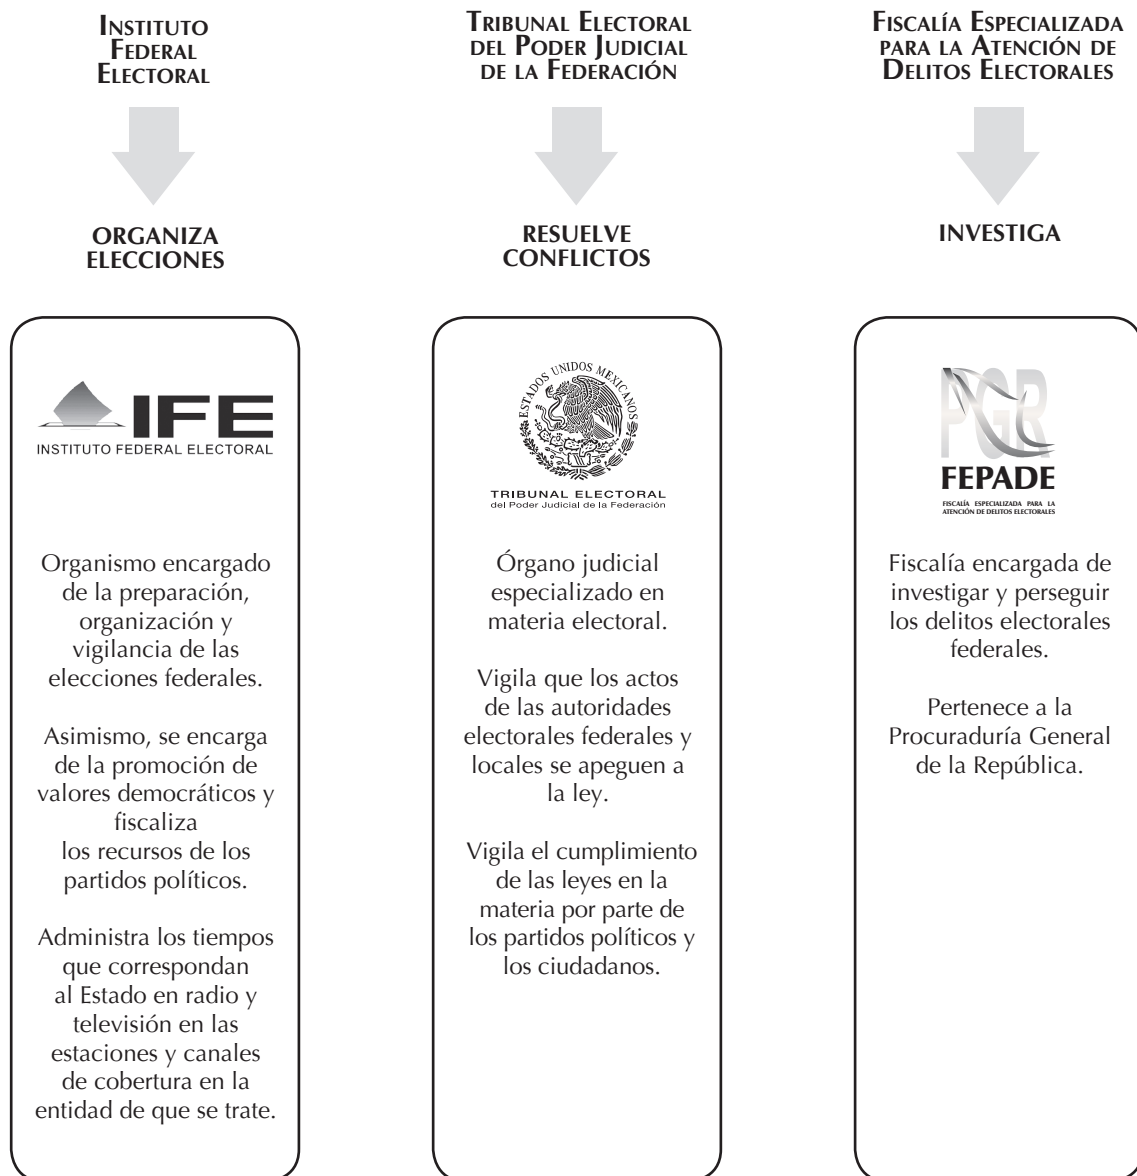 INSTITUTO
FEDERAL
ELECTORAL
ORGANIZA
ELECCIONES
IFE
INSTITUTO FEDERAL ELECTORAL
Organismo encargado
de la preparación,
organización y
vigilancia de las
elecciones federales.
Asimismo, se encarga
de la promoción de
valores democráticos y
fiscaliza
los recursos de los
partidos políticos.
Administra los tiempos
que correspondan
al Estado en radio y
televisión en las
estaciones y canales
de cobertura en la
entidad de que se trate.
TRIBUNAL ELECTORAL
DEL PODER JUDICIAL
DE LA FEDERACIÓN
RESUELVE
CONFLICTOS
ESTADOS UNIDOS MEXICANOS
TRIBUNAL ELECTORAL
del Poder Judicial de la Federación
Órgano judicial
especializado en
materia electoral.
Vigila que los actos
de las autoridades
electorales federales y
locales se apeguen a
la ley.
Vigila el cumplimiento
de las leyes en la
materia por parte de
los partidos políticos y
los ciudadanos.
FISCALÍA ESPECIALIZADA
PARA LA ATENCIÓN DE
DELITOS ELECTORALES
INVESTIGA
PGR
FEPADE
FISCALÍA ESPECIALIZADA PARA LA
ATENCIÓN DE DELITOS ELECTORALES
Fiscalía encargada de
investigar y perseguir
los delitos electorales
federales.
Pertenece a la
Procuraduría General
de la República.